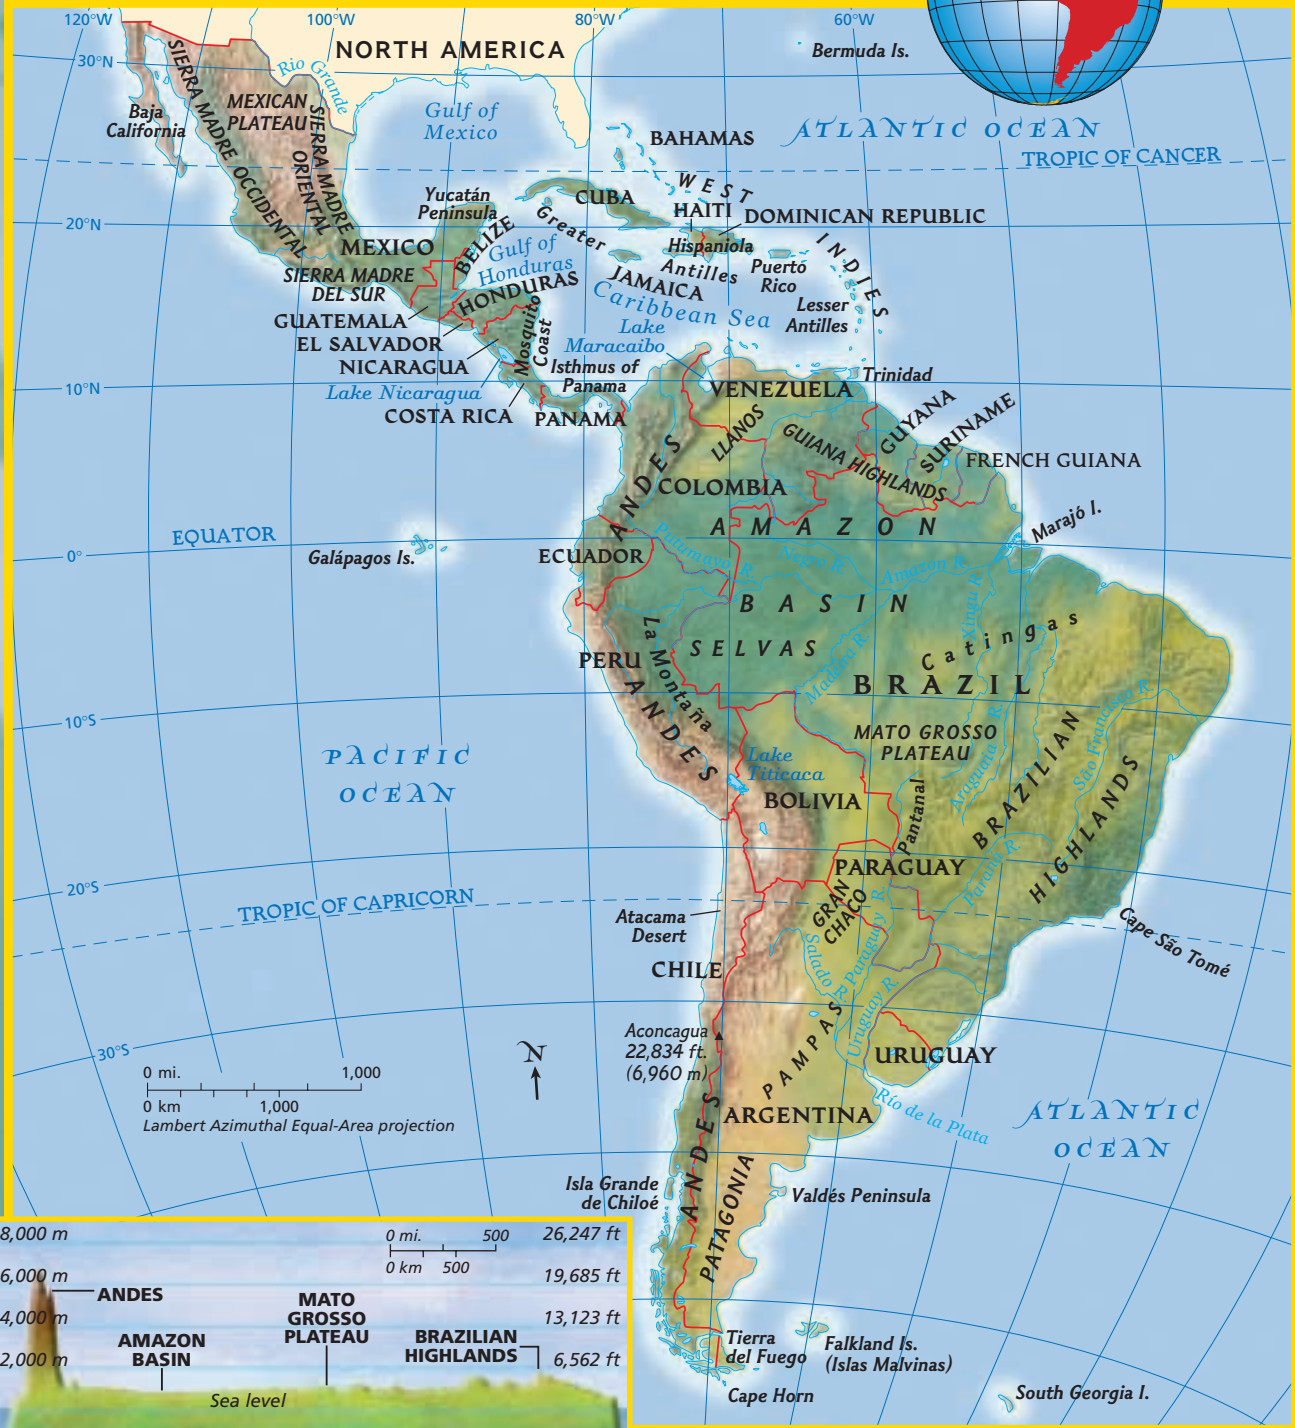 120°W
100°W
80°W
60°W
NORTH AMERICA
Bermuda Is.
30°N
Rio Grande
SIERRA MADRE OCCIDENTAL
MEXICAN
PLATEAU
SIERRA MADRE
ORIENTAL
Baja
California
Gulf of
Mexico
ATLANTIC OCEAN
BAHAMAS
TROPIC OF CANCER
WEST INDIES
Yucatán
Peninsula
CUBA
HAITI
DOMINICAN REPUBLIC
20°N
Greater
Antilles
Hispaniola
MEXICO
BELIZE
Gulf of
Honduras
JAMAICA
Puerto
Rico
SIERRA MADRE
DEL SUR
HONDURAS
Caribbean Sea
Lesser
Antilles
GUATEMALA
EL SALVADOR
NICARAGUA
Mosquito
Coast
Lake
Maracaibo
Isthmus of
Panama
Lake Nicaragua
COSTA RICA
PANAMA
10°N
VENEZUELA
Trinidad
LLANOS
GUIANA HIGHLANDS
GUYANA
SURINAME
FRENCH GUIANA
ANDES
COLOMBIA
AMAZON
Marajó I.
EQUATOR
0°
Galápagos Is.
ECUADOR
Putumayo R.
Negro R.
Amazon R.
Xingu R.
BASIN
SELVAS
La Montaña
Madeira R.
Catingas
PERU
BRAZIL
ANDES
10°S
MATO GROSSO
PLATEAU
Araguaia R.
São Francisco R.
BRAZILIAN
HIGHLANDS
PACIFIC
OCEAN
Lake
Titicaca
BOLIVIA
Pantanal
Paraná R.
PARAGUAY
20°S
TROPIC OF CAPRICORN
GRAN
CHACO
Atacama
Desert
Cape São Tomé
Salado R.
Paraguay R.
CHILE
Uruguay R.
Aconcagua
22,834 ft.
(6,960 m)
PAMPAS
URUGUAY
30°S
N
0 mi.
1,000
0 km
1,000
Lambert Azimuthal Equal-Area projection
ANDES
ARGENTINA
Río de la Plata
ATLANTIC
OCEAN
Isla Grande
de Chiloé
PATAGONIA
Valdés Peninsula
Tierra
del Fuego
Falkland Is.
(Islas Malvinas)
Cape Horn
South Georgia I.
8,000 m
0 mi.
500
26,247 ft
0 km
500
6,000 m
19,685 ft
ANDES
4,000 m
MATO
GROSSO
PLATEAU
13,123 ft
AMAZON
BASIN
BRAZILIAN
HIGHLANDS
2,000 m
6,562 ft
Sea level